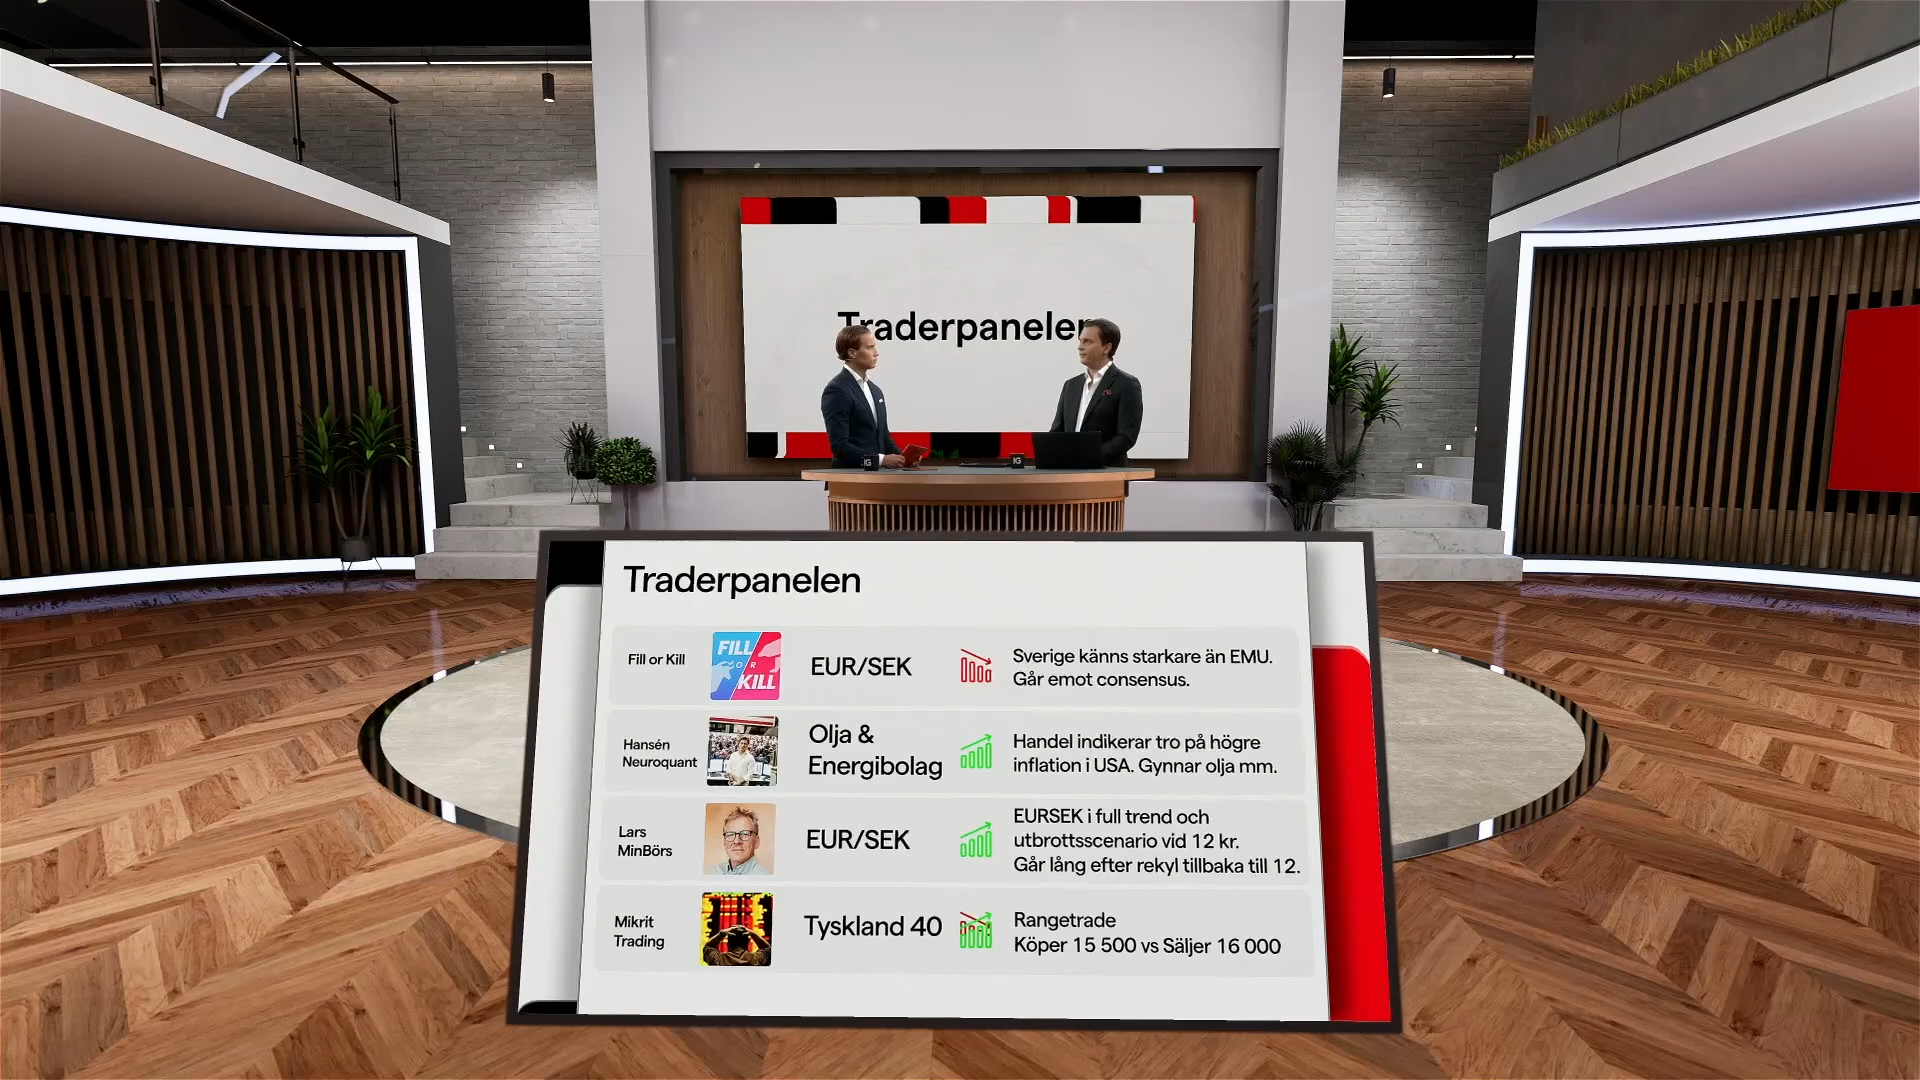 Traderpanelen
IG
IG
Traderpanelen
Fill or Kill
FILL
OR
KILL
EUR/SEK
Sverige känns starkare än EMU.
Går emot consensus.
Hansén
Neuroquant
Olja &
Energibolag
Handel indikerar tro på högre
inflation i USA. Gynnar olja mm.
Lars
MinBörs
EUR/SEK
EURSEK i full trend och
utbrottsscenario vid 12 kr.
Går lång efter rekyl tillbaka till 12.
Mikrit
Trading
Tyskland 40
Rangetrade
Köper 15 500 vs Säljer 16 000